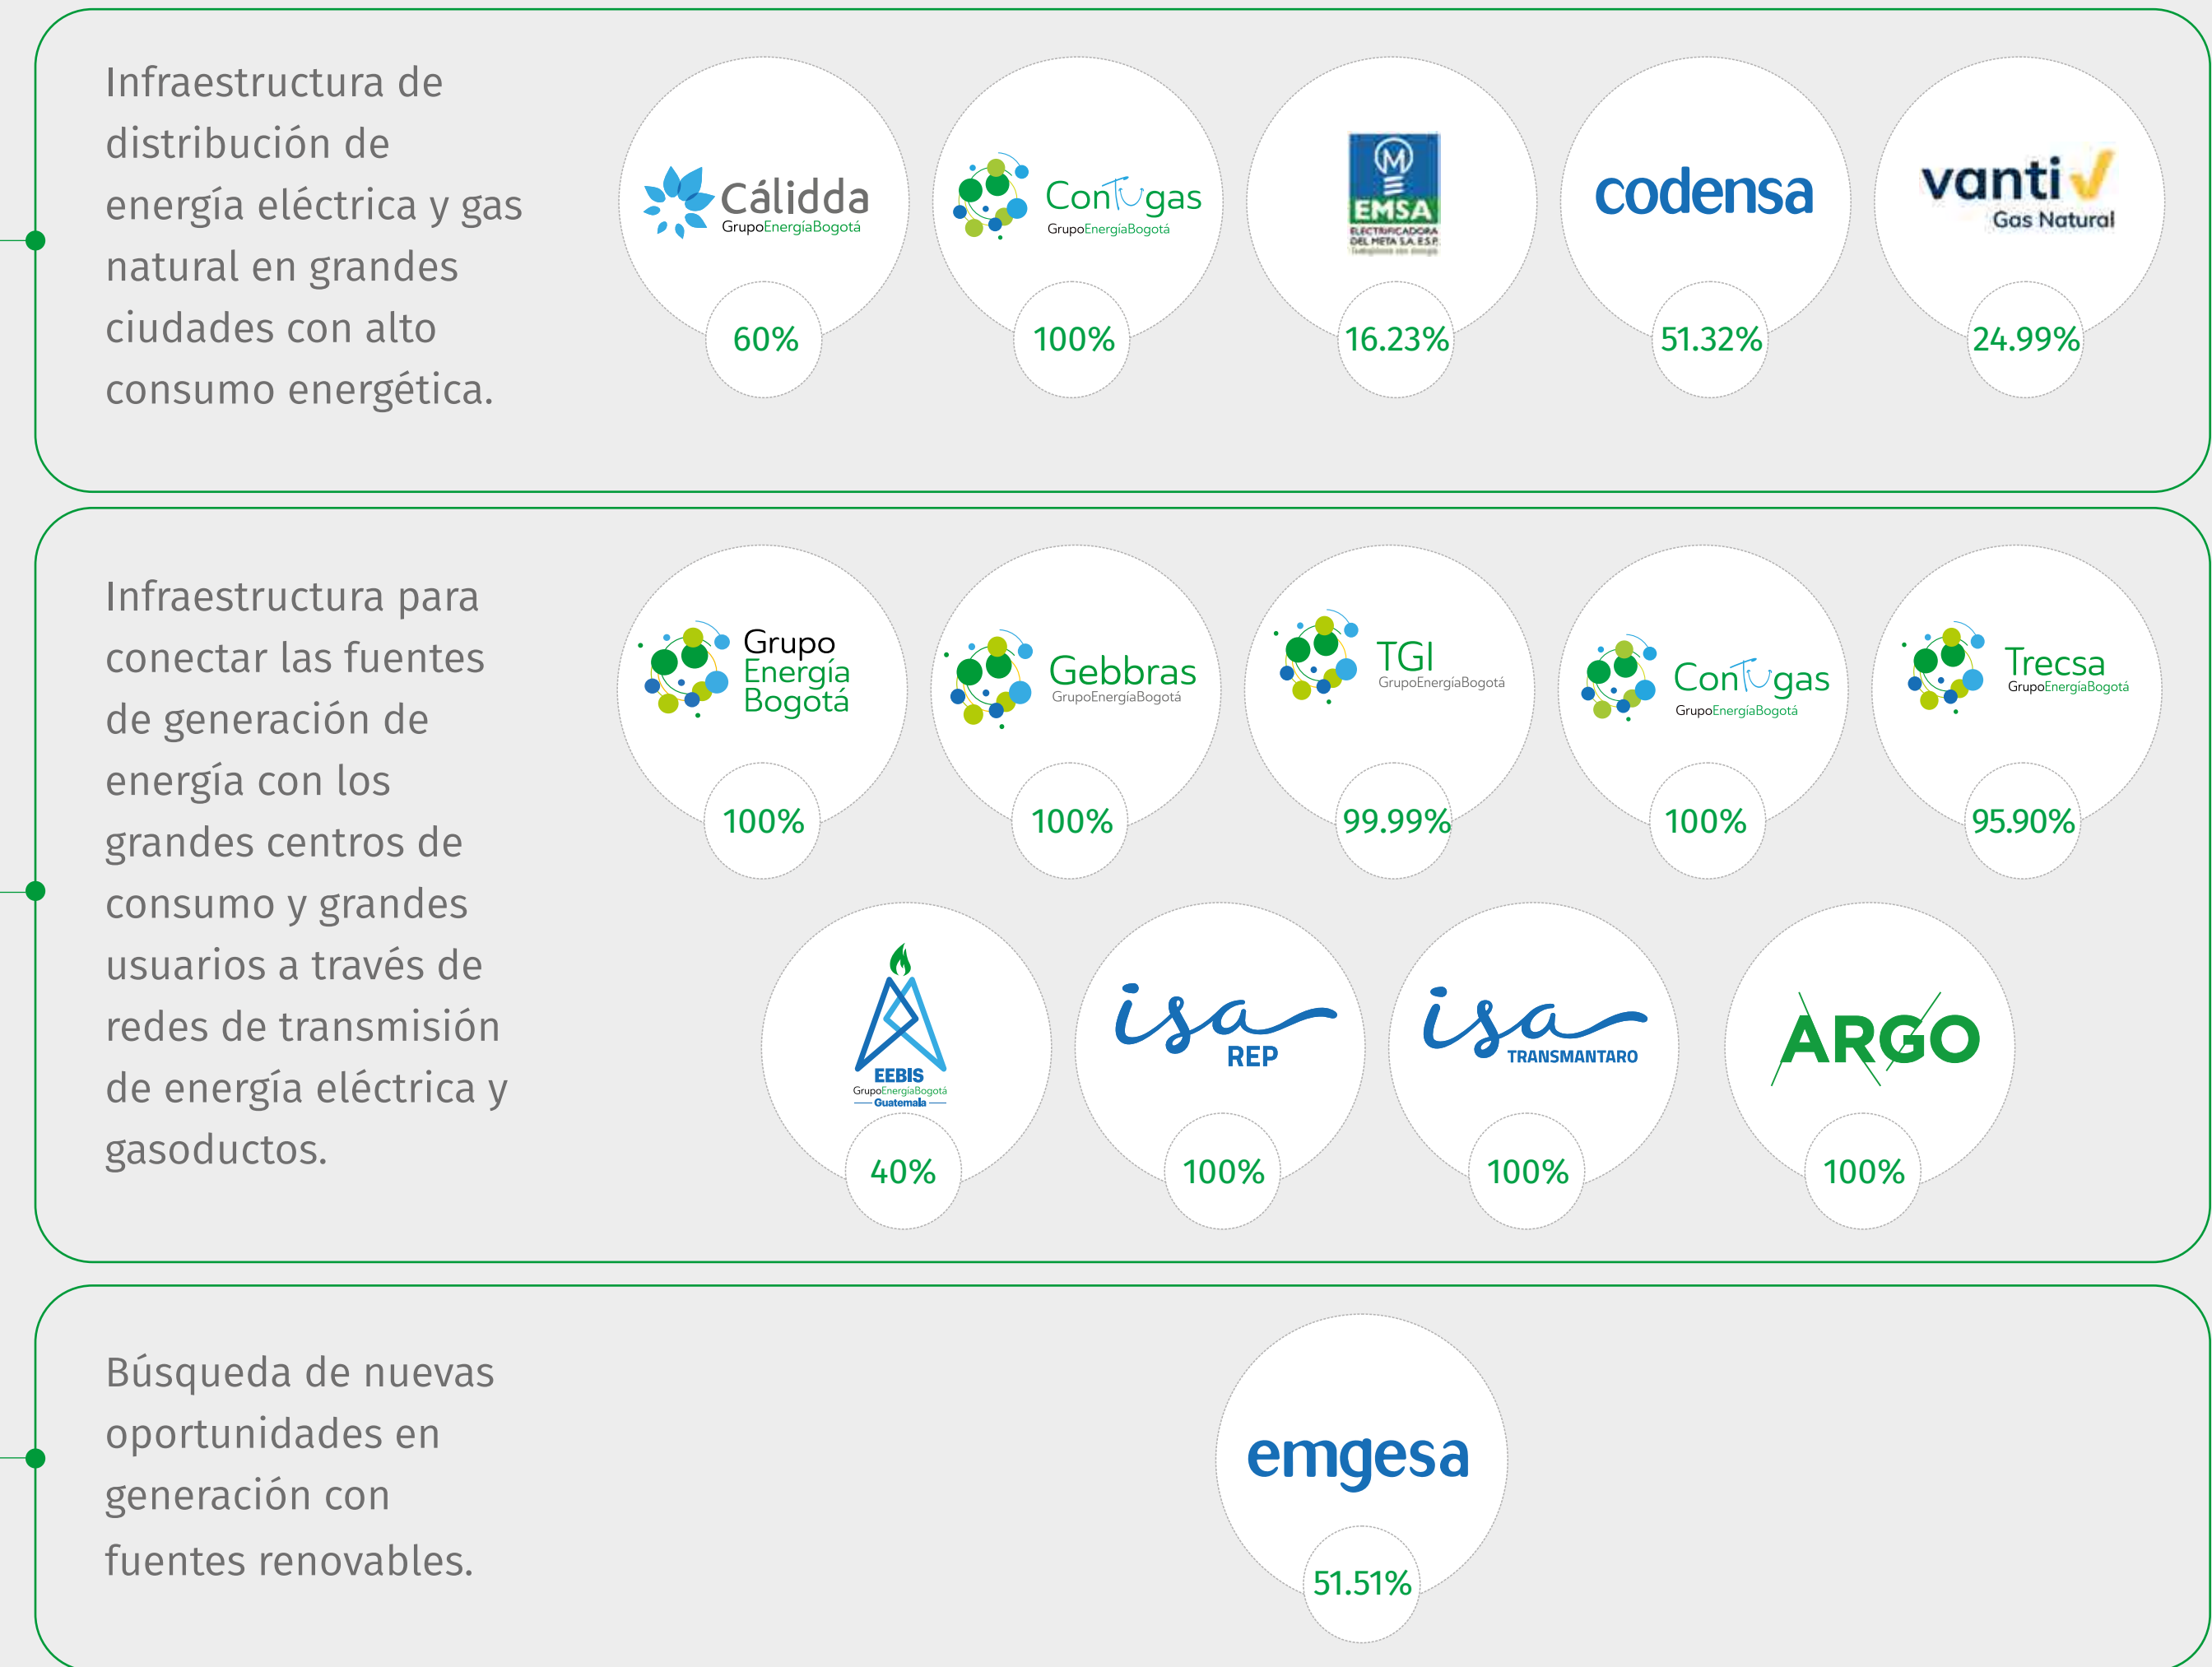 Infraestructura de
distribución de
energía eléctrica y gas
natural en grandes
ciudades con alto
consumo energética.
Cálidda
GrupoEnergíaBogotá
60%
ConTUgas
GrupoEnergíaBogotá
100%
M
EMSA
ELECTRIFICADORA
DEL META S.A. E.S.P.
16.23%
codensa
51.32%
vanti
Gas Natural
24.99%
Infraestructura para
conectar las fuentes
de generación de
energía con los
grandes centros de
consumo y grandes
usuarios a través de
redes de transmisión
de energía eléctrica y
gasoductos.
Grupo
Energía
Bogotá
100%
Gebbras
GrupoEnergíaBogotá
100%
TGI
GrupoEnergíaBogotá
99.99%
ConTUgas
GrupoEnergíaBogotá
100%
Trecsa
GrupoEnergíaBogotá
95.90%
EEBIS
GrupoEnergíaBogotá
Guatemala
40%
isa
REP
100%
isa
TRANSMANTARO
100%
ARGO
100%
Búsqueda de nuevas
oportunidades en
generación con
fuentes renovables.
emgesa
51.51%